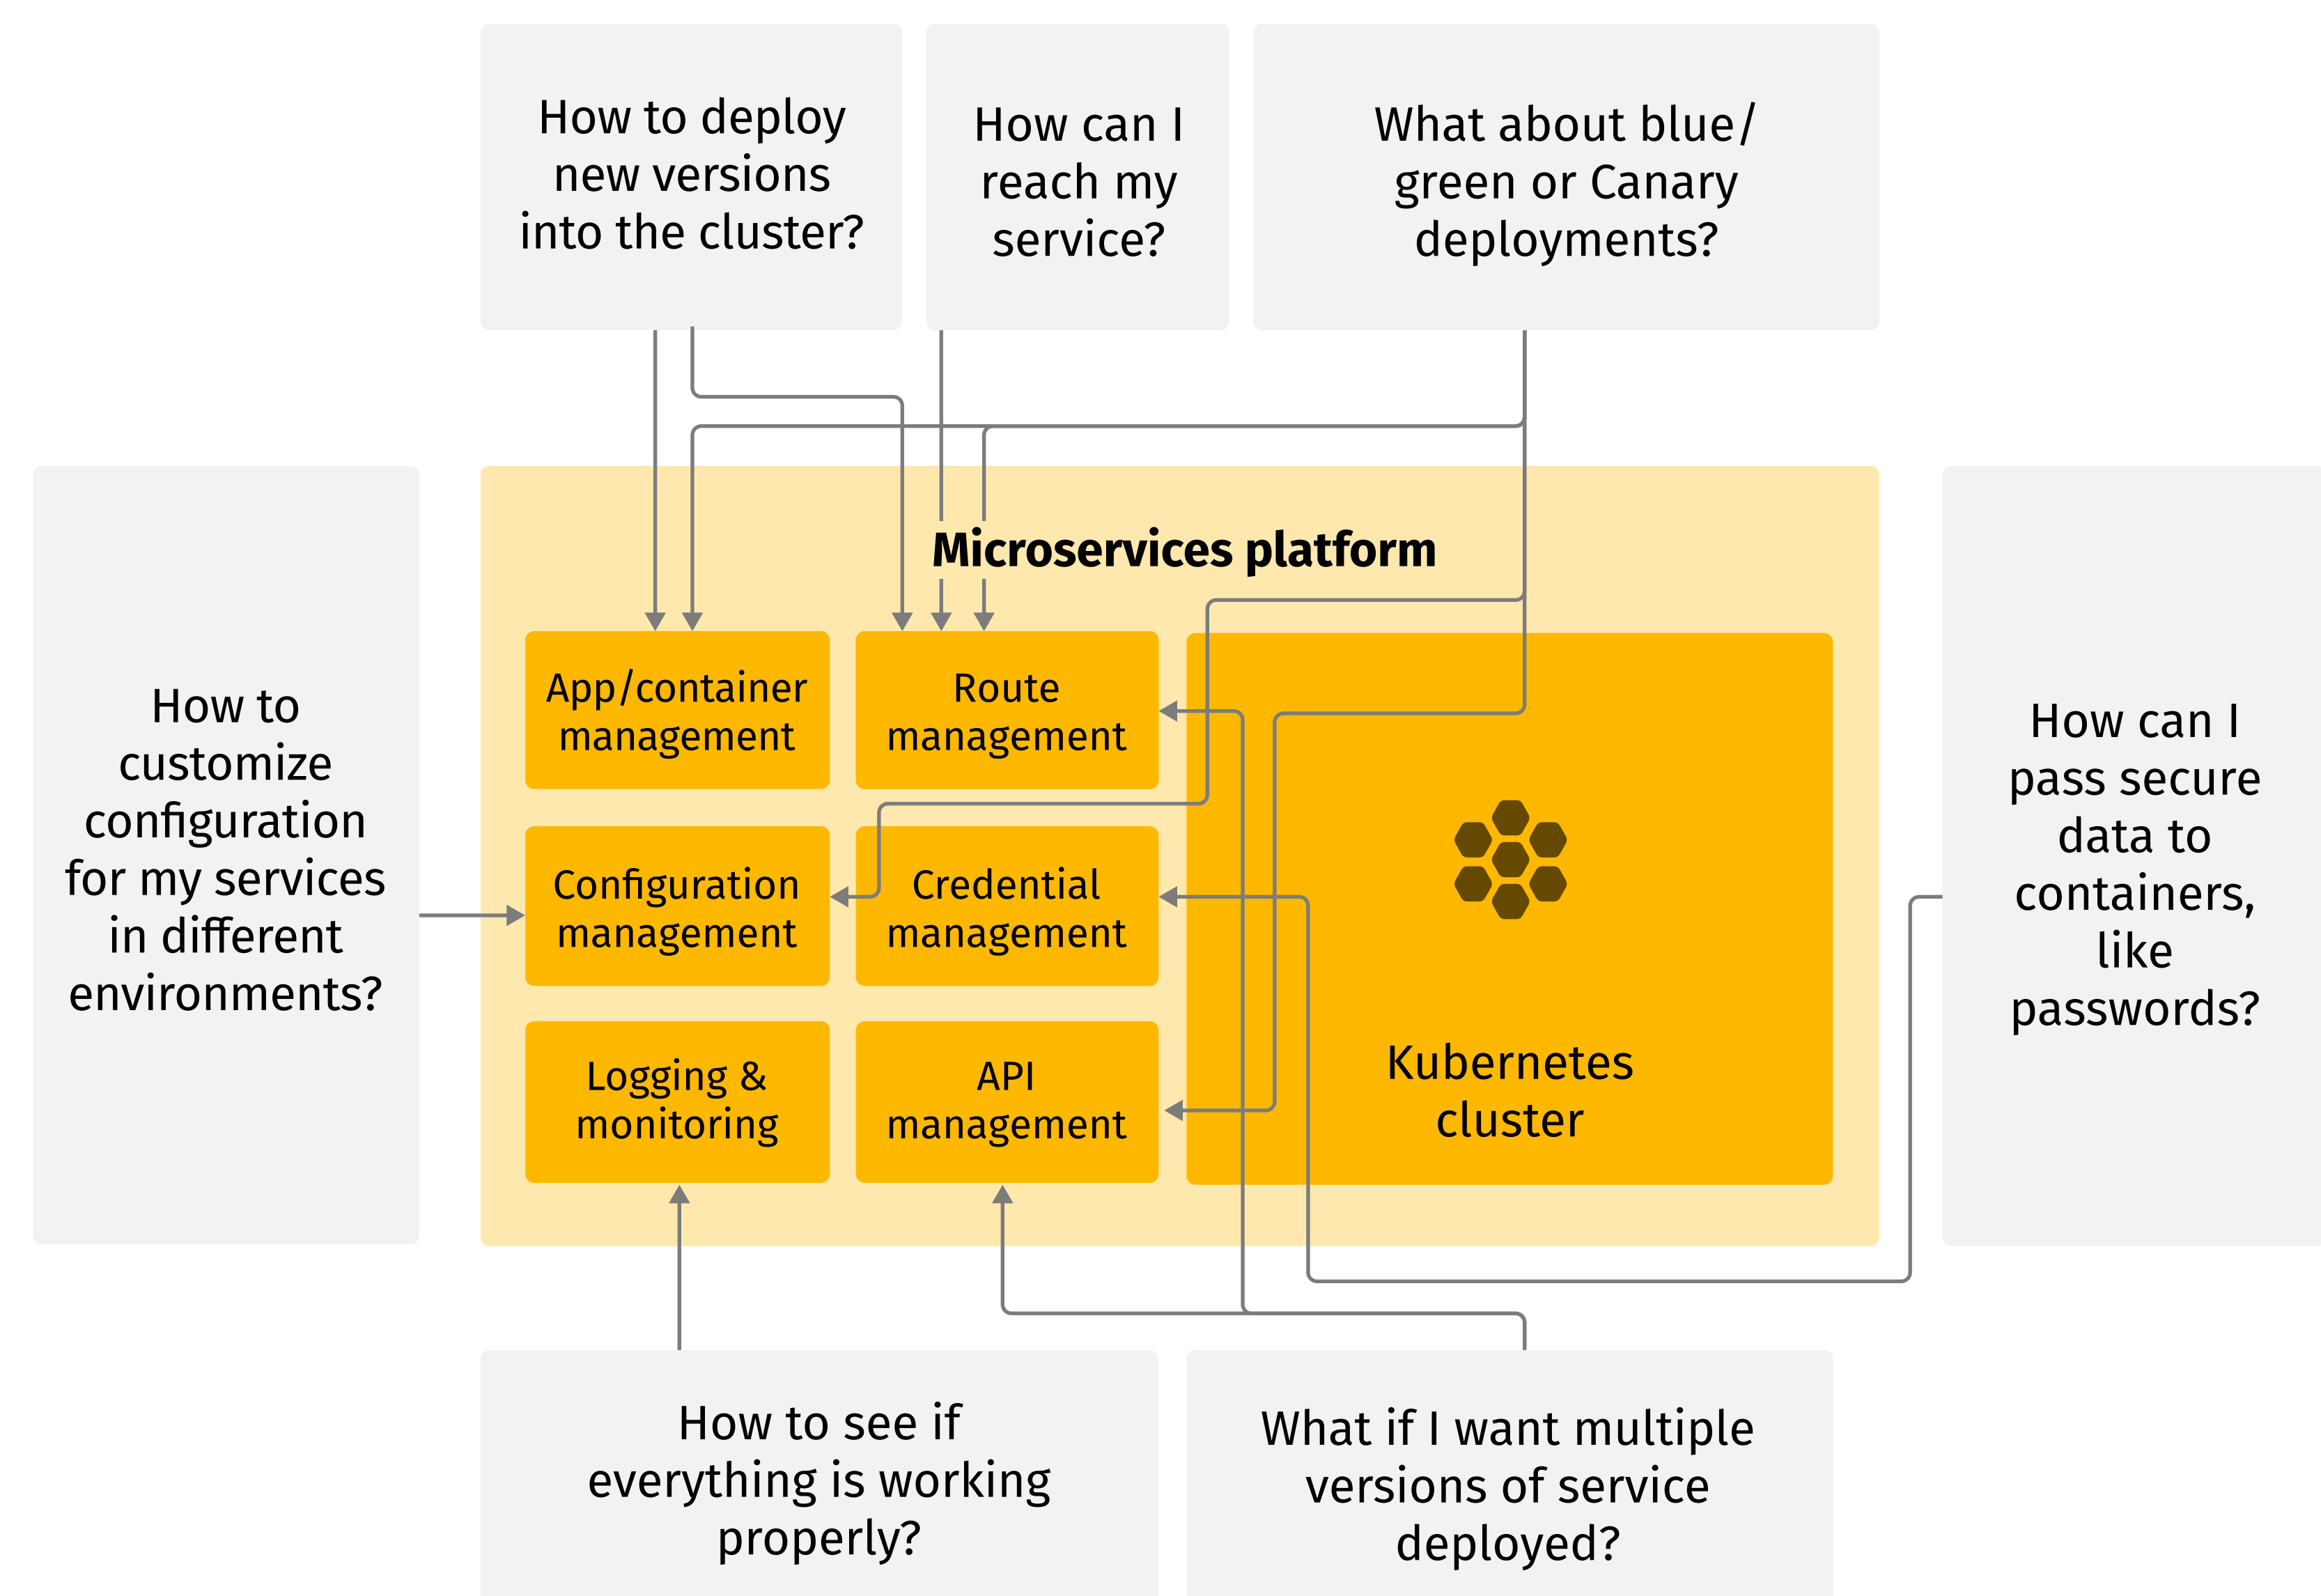 How to deploy
new versions
into the cluster?
How can I
reach my
service?
What about blue/
green or Canary
deployments?
How to
customize
configuration
for my services
in different
environments?
Microservices platform
App/container
management
Route
management
Configuration
management
Credential
management
Logging &
monitoring
API
management
Kubernetes
cluster
How can I
pass secure
data to
containers,
like
passwords?
How to see if
everything is working
properly?
What if I want multiple
versions of service
deployed?